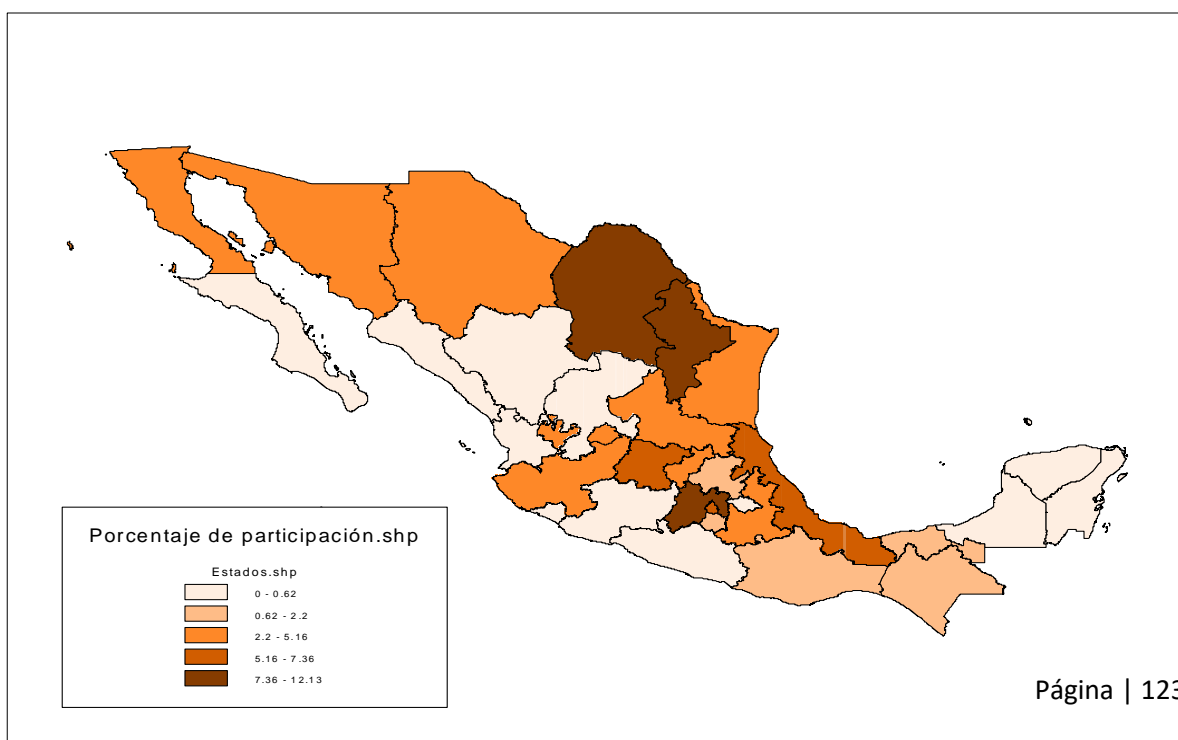 Porcentaje de participación.shp
Estados.shp
0 - 0.62
0.62 - 2.2
2.2 - 5.16
5.16 - 7.36
7.36 - 12.13
Página | 123